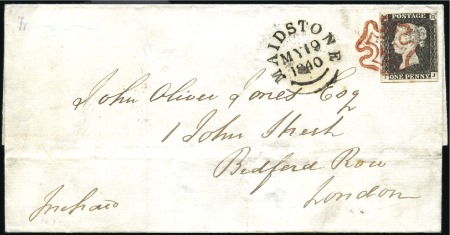 MAIDSTONE
MY 19
1840
POSTAGE
ONE PENNY
John Oliver Jones Esq
1 John Street
Bedford Row
London